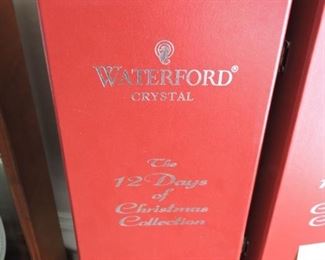 WATERFORD®
CRYSTAL
The
12 Days
of
Christmas
Collection